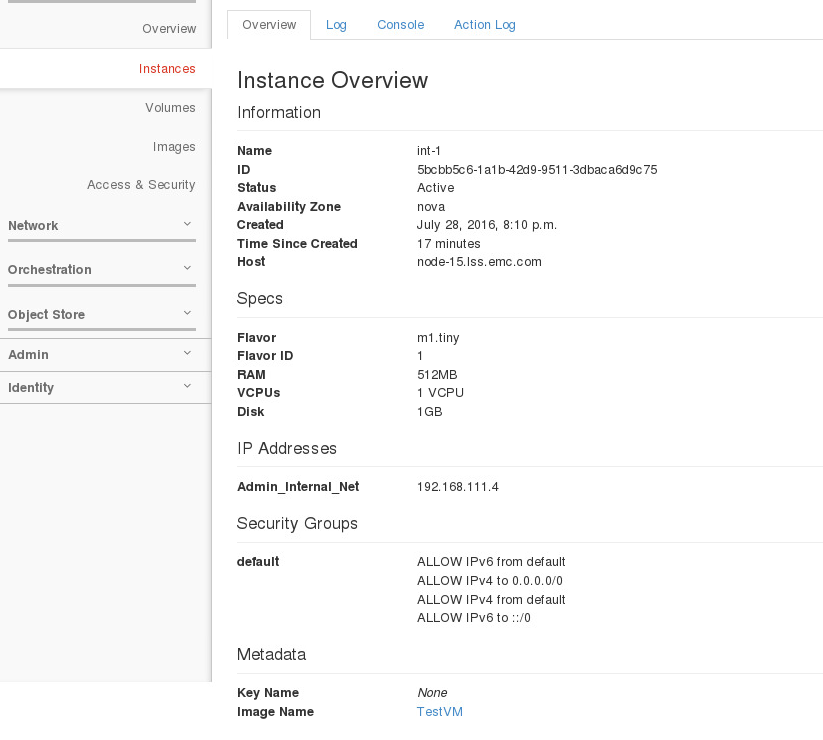 Overview
Instances
Volumes
Images
Access & Security
Network
Orchestration
Object Store
Admin
Identity
Overview Log Console Action Log
Instance Overview
Information
Name int-1
ID 5bcbb5c6-1a1b-42d9-9511-3dbaca6d9c75
Status Active
Availability Zone nova
Created July 28, 2016, 8:10 p.m.
Time Since Created 17 minutes
Host node-15.lss.emc.com
Specs
Flavor m1.tiny
Flavor ID 1
RAM 512MB
VCPUs 1 VCPU
Disk 1GB
IP Addresses
Admin_Internal_Net 192.168.111.4
Security Groups
default ALLOW IPv6 from default
ALLOW IPv4 to 0.0.0.0/0
ALLOW IPv4 from default
ALLOW IPv6 to ::/0
Metadata
Key Name None
Image Name TestVM